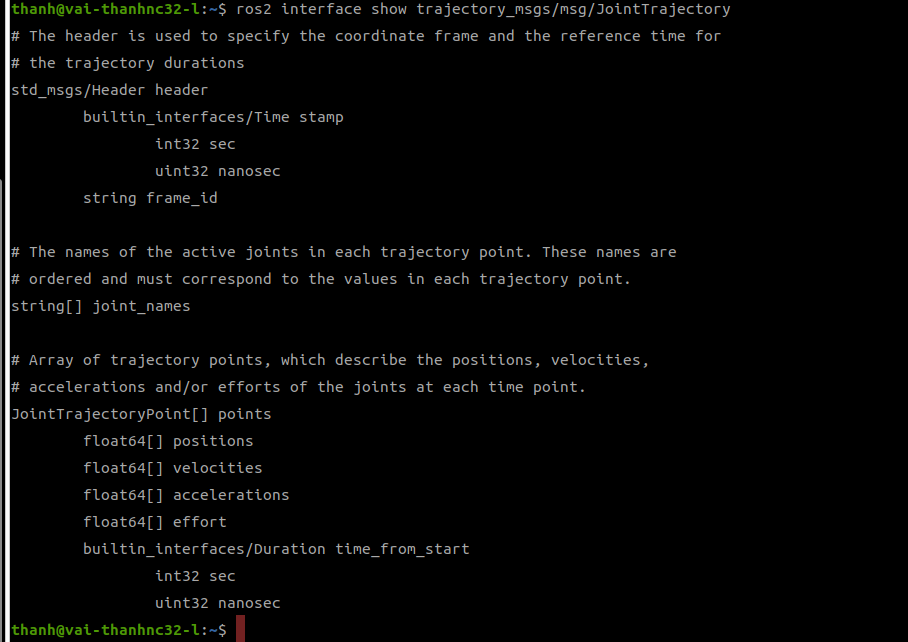 thanh@vai-thanhnc32-l:~$ ros2 interface show trajectory_msgs/msg/JointTrajectory
# The header is used to specify the coordinate frame and the reference time for
# the trajectory durations
std_msgs/Header header
        builtin_interfaces/Time stamp
                int32 sec
                uint32 nanosec
        string frame_id

# The names of the active joints in each trajectory point. These names are
# ordered and must correspond to the values in each trajectory point.
string[] joint_names

# Array of trajectory points, which describe the positions, velocities,
# accelerations and/or efforts of the joints at each time point.
JointTrajectoryPoint[] points
        float64[] positions
        float64[] velocities
        float64[] accelerations
        float64[] effort
        builtin_interfaces/Duration time_from_start
                int32 sec
                uint32 nanosec
thanh@vai-thanhnc32-l:~$